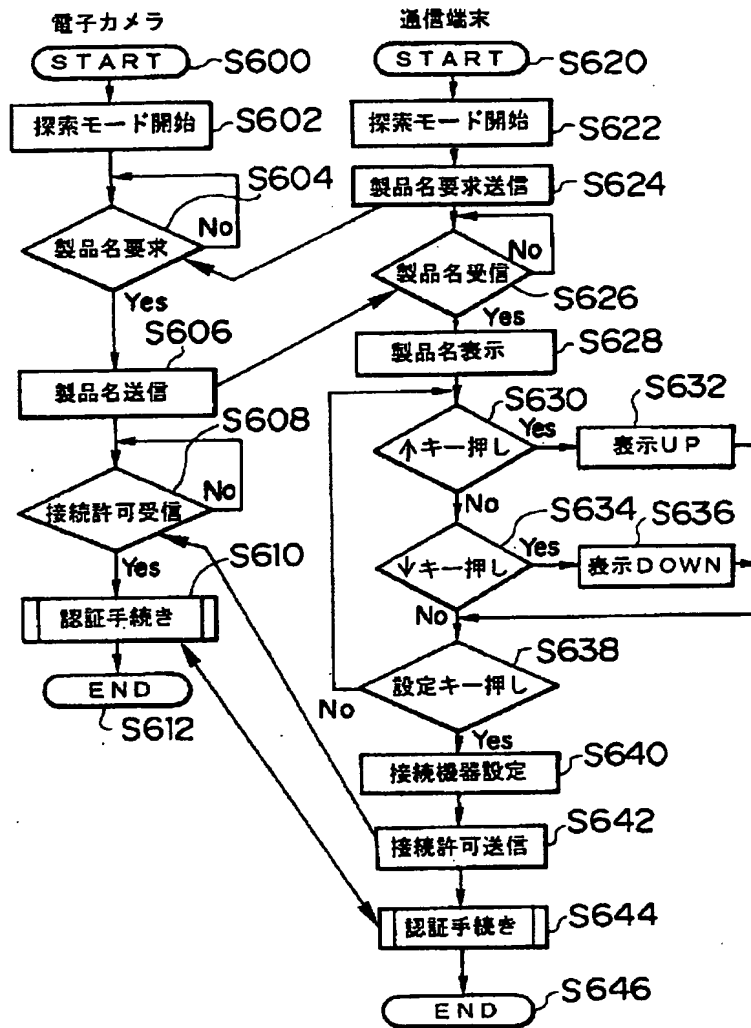 電子カメラ
START
S600
探索モード開始
S602
S604
製品名要求
No
Yes
S606
製品名送信
S608
接続許可受信
No
Yes
S610
認証手続き
END
S612
通信端末
START
S620
探索モード開始
S622
製品名要求送信
S624
製品名受信
No
S626
Yes
製品名表示
S628
S630
↑キー押し
Yes
S632
表示UP
No
S634
↓キー押し
Yes
S636
表示DOWN
No
S638
設定キー押し
No
Yes
接続機器設定
S640
接続許可送信
S642
認証手続き
S644
END
S646